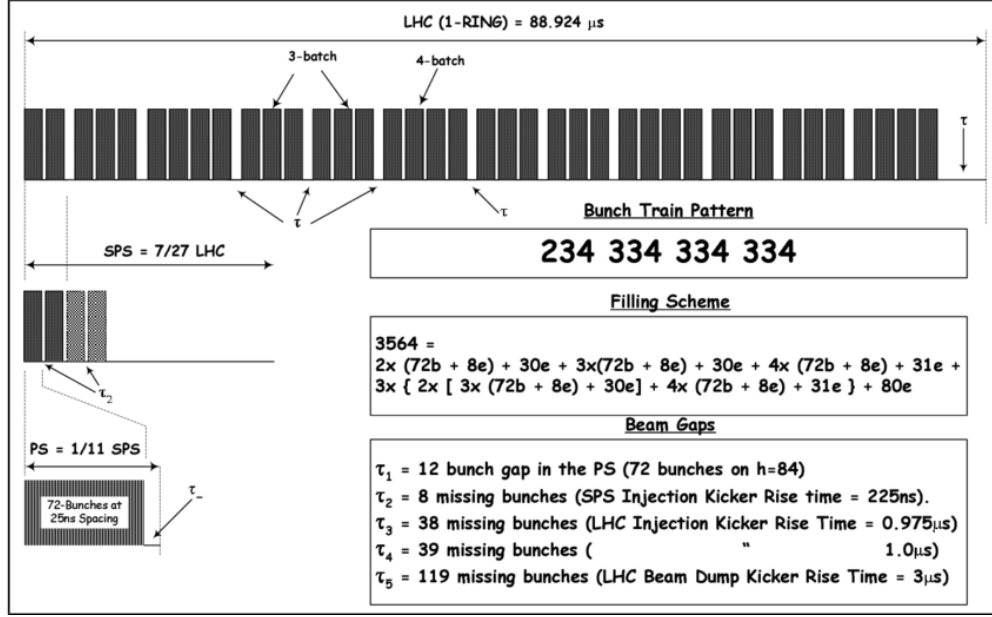 LHC (1-RING) = 88.924 μs
3-batch
4-batch
τ
τ
τ
Bunch Train Pattern
234 334 334 334
SPS = 7/27 LHC
Filling Scheme
3564 =
2x (72b + 8e) + 30e + 3x(72b + 8e) + 30e + 4x (72b + 8e) + 31e +
3x { 2x [ 3x (72b + 8e) + 30e] + 4x (72b + 8e) + 31e } + 80e
τ₂
Beam Gaps
PS = 1/11 SPS
τ₁ = 12 bunch gap in the PS (72 bunches on h=84)
τ₂ = 8 missing bunches (SPS Injection Kicker Rise time = 225ns).
τ₃ = 38 missing bunches (LHC Injection Kicker Rise Time = 0.975μs)
τ₄ = 39 missing bunches ( " 1.0μs)
τ₅ = 119 missing bunches (LHC Beam Dump Kicker Rise Time = 3μs)
τ_
72-Bunches at
25ns Spacing